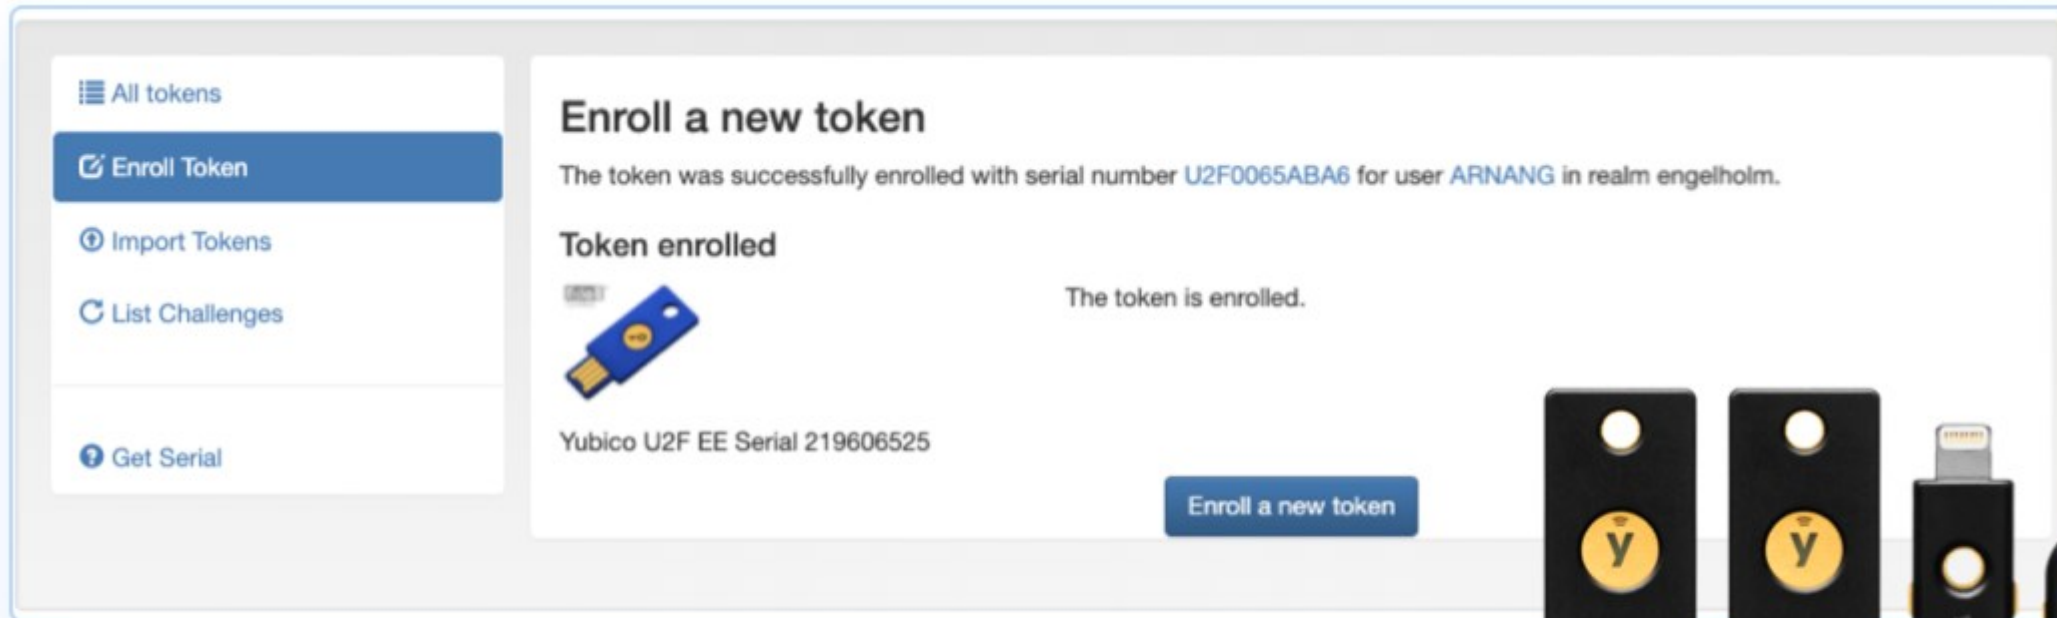 All tokens
Enroll Token
Import Tokens
List Challenges
Get Serial
Enroll a new token
The token was successfully enrolled with serial number U2F0065ABA6 for user ARNANG in realm engelholm.
Token enrolled
The token is enrolled.
Yubico U2F EE Serial 219606525
Enroll a new token
y
y